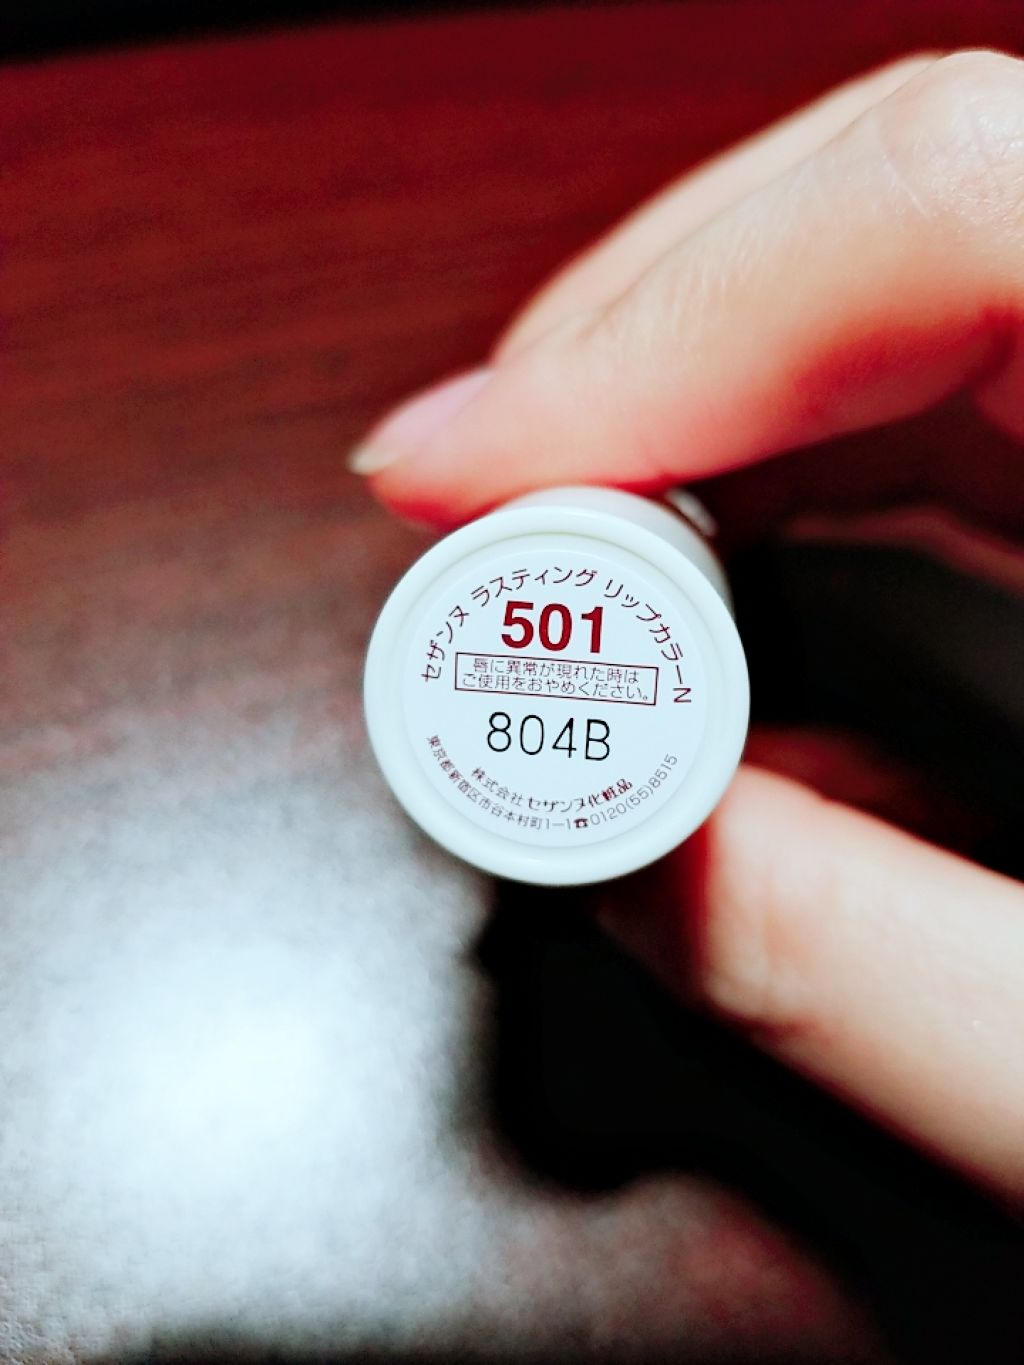 セザンヌ ラスティング リップカラーN
501
唇に異常が現れた時は
ご使用をおやめください。
804B
株式会社 セザンヌ化粧品
東京都新宿区市谷本村町1-1☎0120(55)8515